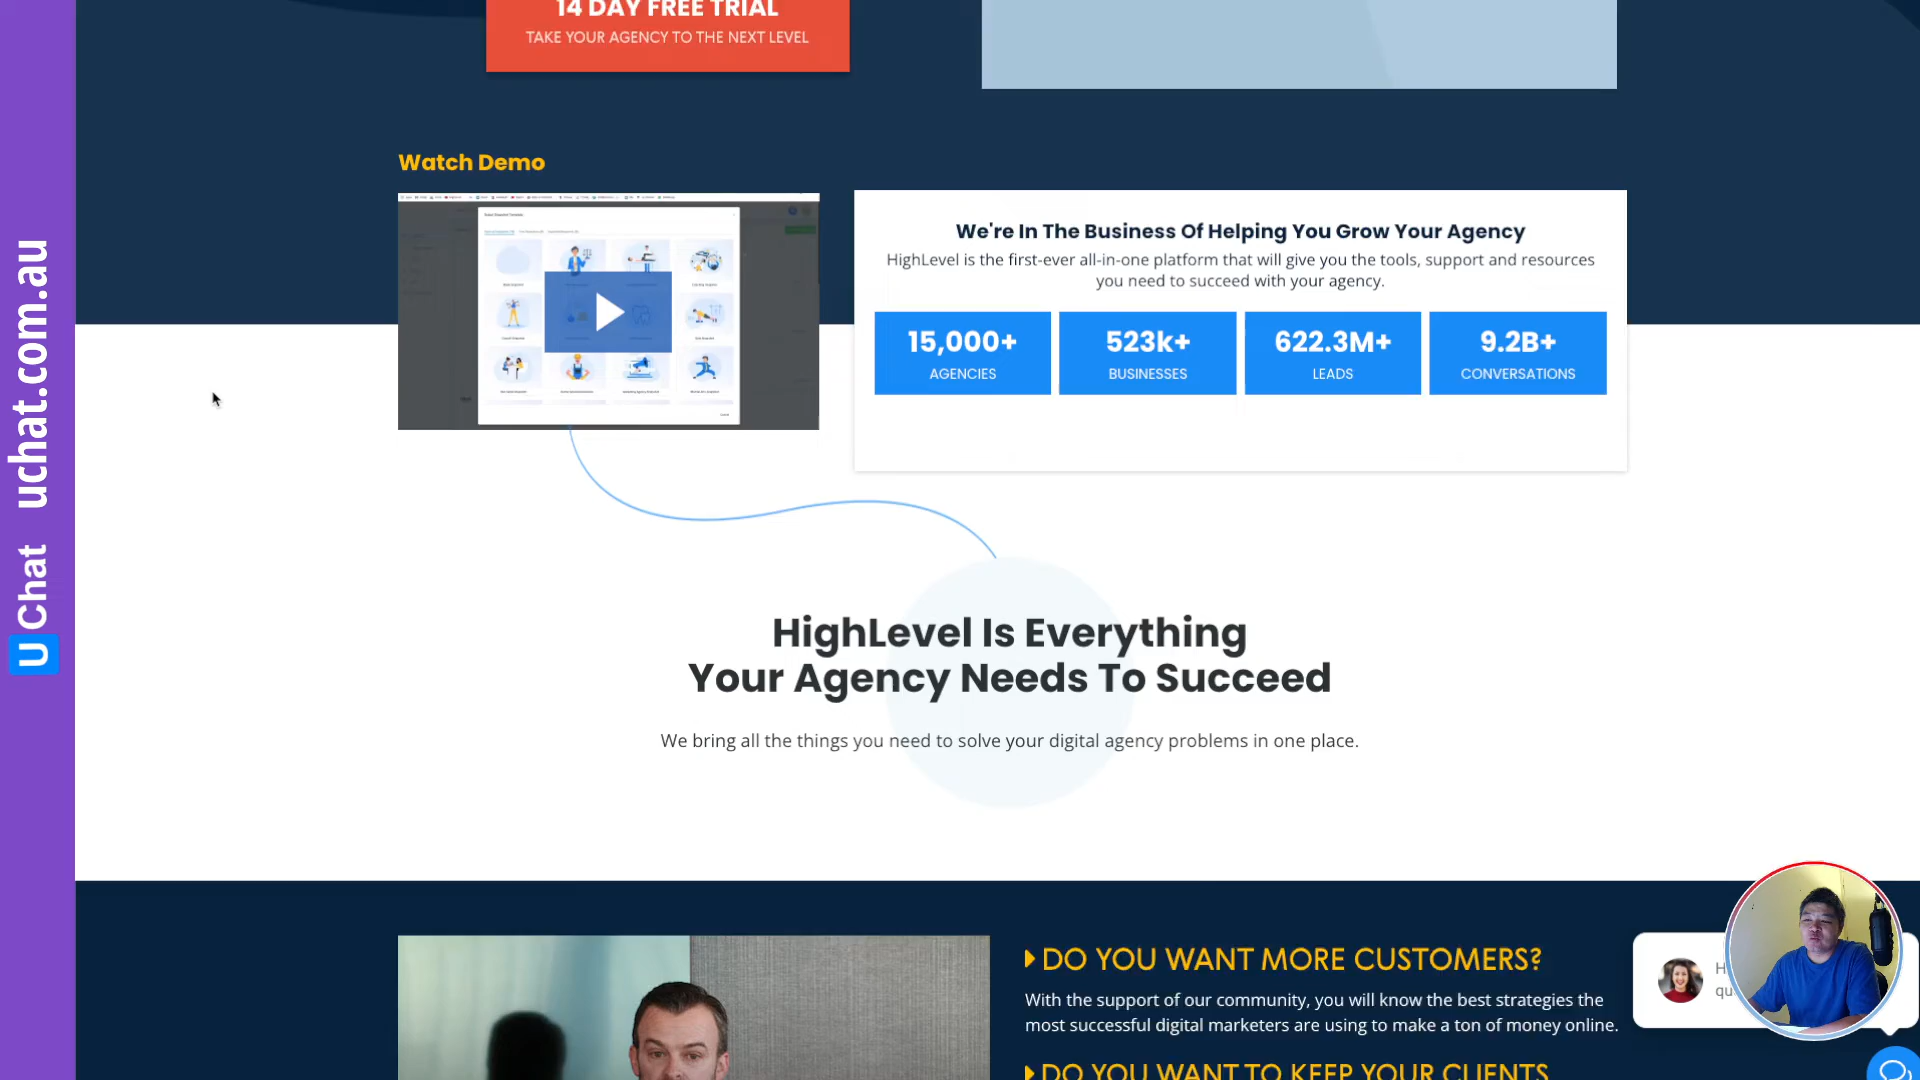 14 DAY FREE TRIAL
TAKE YOUR AGENCY TO THE NEXT LEVEL
Watch Demo
We're In The Business Of Helping You Grow Your Agency
HighLevel is the first-ever all-in-one platform that will give you the tools, support and resources
you need to succeed with your agency.
15,000+
AGENCIES
523k+
BUSINESSES
622.3M+
LEADS
9.2B+
CONVERSATIONS
UChat uchat.com.au
HighLevel Is Everything
Your Agency Needs To Succeed
We bring all the things you need to solve your digital agency problems in one place.
DO YOU WANT MORE CUSTOMERS?
With the support of our community, you will know the best strategies the
most successful digital marketers are using to make a ton of money online.
DO YOU WANT TO KEEP YOUR CLIENTS